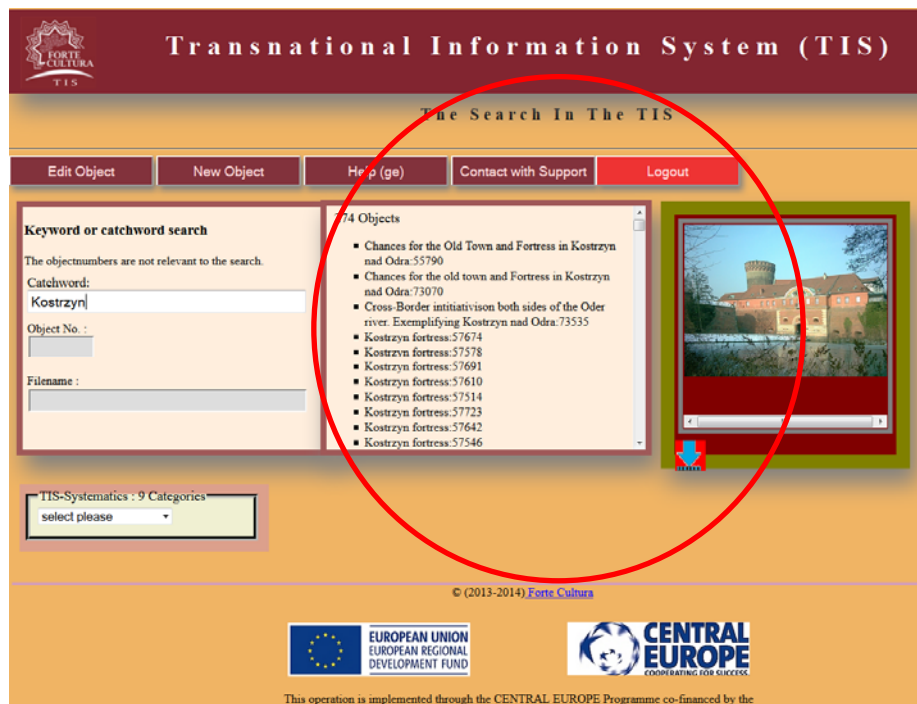 FORTE
CULTURA
TIS
Transnational Information System (TIS)
The Search In The TIS
Edit Object
New Object
Help (ge)
Contact with Support
Logout
Keyword or catchword search
The objectnumbers are not relevant to the search.
Catchword:
Kostrzyn
Object No. :
Filename :
774 Objects
Chances for the Old Town and Fortress in Kostrzyn
nad Odra:55790
Chances for the old town and Fortress in Kostrzyn
nad Odra:73070
Cross-Border intitiativison both sides of the Oder
river. Exemplifying Kostrzyn nad Odra:73535
Kostrzyn fortress:57674
Kostrzyn fortress:57578
Kostrzyn fortress:57691
Kostrzyn fortress:57610
Kostrzyn fortress:57514
Kostrzyn fortress:57723
Kostrzyn fortress:57642
Kostrzyn fortress:57546
TIS-Systematics : 9 Categories
select please
© (2013-2014) Forte Cultura
EUROPEAN UNION
EUROPEAN REGIONAL
DEVELOPMENT FUND
CENTRAL
EUROPE
COOPERATING FOR SUCCESS.
This operation is implemented through the CENTRAL EUROPE Programme co-financed by the